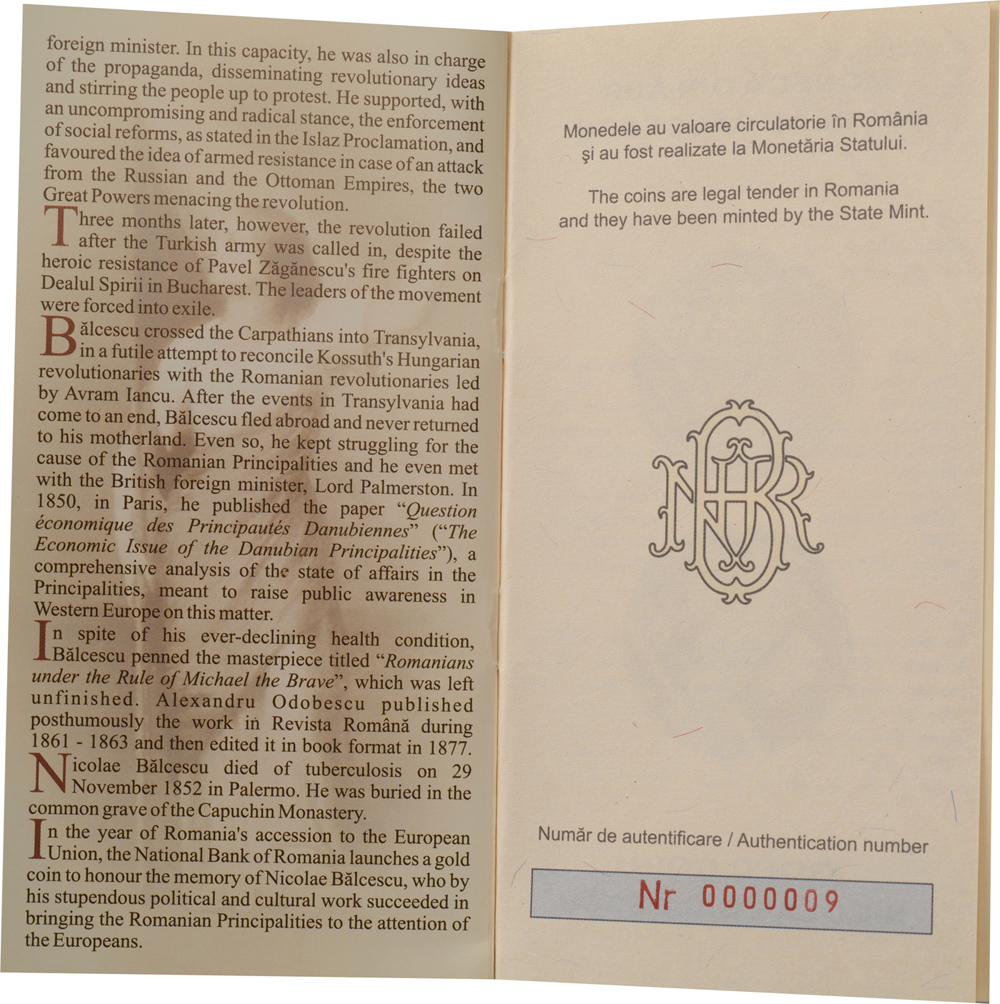 foreign minister. In this capacity, he was also in charge
of the propaganda, disseminating revolutionary ideas
and stirring the people up to protest. He supported, with
an uncompromising and radical stance, the enforcement
of social reforms, as stated in the Islaz Proclamation, and
favoured the idea of armed resistance in case of an attack
from the Russian and the Ottoman Empires, the two
Great Powers menacing the revolution.
Three months later, however, the revolution failed
after the Turkish army was called in, despite the
heroic resistance of Pavel Zăgănescu's fire fighters on
Dealul Spirii in Bucharest. The leaders of the movement
were forced into exile.
Bălcescu crossed the Carpathians into Transylvania,
in a futile attempt to reconcile Kossuth's Hungarian
revolutionaries with the Romanian revolutionaries led
by Avram Iancu. After the events in Transylvania had
come to an end, Bălcescu fled abroad and never returned
to his motherland. Even so, he kept struggling for the
cause of the Romanian Principalities and he even met
with the British foreign minister, Lord Palmerston. In
1850, in Paris, he published the paper “Question
économique des Principautés Danubiennes” (“The
Economic Issue of the Danubian Principalities”), a
comprehensive analysis of the state of affairs in the
Principalities, meant to raise public awareness in
Western Europe on this matter.
In spite of his ever-declining health condition,
Bălcescu penned the masterpiece titled “Romanians
under the Rule of Michael the Brave”, which was left
unfinished. Alexandru Odobescu published
posthumously the work in Revista Română during
1861 - 1863 and then edited it in book format in 1877.
Nicolae Bălcescu died of tuberculosis on 29
November 1852 in Palermo. He was buried in the
common grave of the Capuchin Monastery.
In the year of Romania's accession to the European
Union, the National Bank of Romania launches a gold
coin to honour the memory of Nicolae Bălcescu, who by
his stupendous political and cultural work succeeded in
bringing the Romanian Principalities to the attention of
the Europeans.
Monedele au valoare circulatorie în România
şi au fost realizate la Monetăria Statului.
The coins are legal tender in Romania
and they have been minted by the State Mint.
Număr de autentificare / Authentication number
Nr 0000009